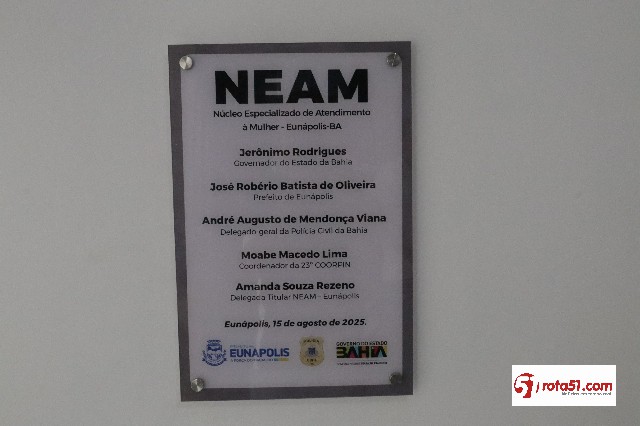 NEAM
Núcleo Especializado de Atendimento
à Mulher - Eunápolis-BA
Jerônimo Rodrigues
Governador do Estado da Bahia
José Robério Batista de Oliveira
Prefeito de Eunápolis
André Augusto de Mendonça Viana
Delegado-geral da Polícia Civil da Bahia
Moabe Macedo Lima
Coordenador da 23ª COORPIN
Amanda Souza Rezeno
Delegada Titular NEAM - Eunápolis
Eunápolis, 15 de agosto de 2025.
EUNÁPOLIS
GOVERNO DO ESTADO
BAHIA
rota51.com